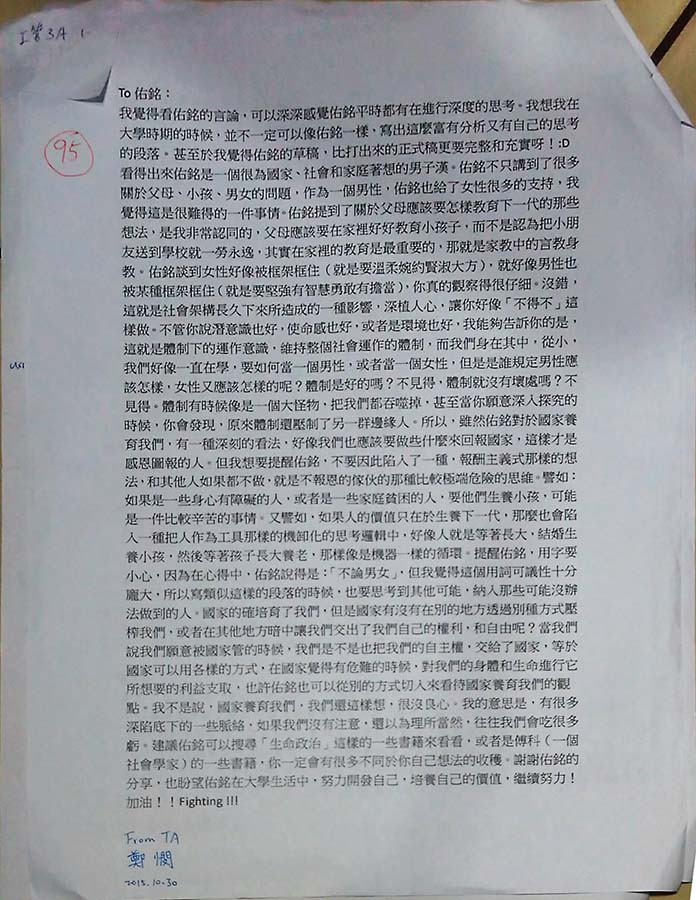 工管3A 1
To 佑銘：
我覺得看佑銘的言論，可以深深感覺佑銘平時都有在進行深度的思考。我想我在
大學時期的時候，並不一定可以像佑銘一樣，寫出這麼富有分析又有自己的思考
的段落。甚至於我覺得佑銘的草稿，比打出來的正式稿更要完整和充實呀！:D
95
看得出來佑銘是一個很為國家、社會和家庭著想的男子漢。佑銘不只講到了很多
關於父母、小孩、男女的問題，作為一個男性，佑銘也給了女性很多的支持，我
覺得這是很難得的一件事情。佑銘提到了關於父母應該要怎樣教育下一代的那些
想法，是我非常認同的，父母應該要在家裡好好教育小孩子，而不是認為把小朋
友送到學校就一勞永逸，其實在家裡的教育是最重要的，那就是家教中的言教身
教。佑銘談到女性好像被框架框住（就是要溫柔婉約賢淑大方），就好像男性也
被某種框架框住（就是要堅強有智慧勇敢有擔當），你真的觀察得很仔細。沒錯，
這就是社會架構長久下來所造成的一種影響，深植人心，讓你好像「不得不」這
樣做。不管你說潛意識也好，使命感也好，或者是環境也好，我能夠告訴你的是，
這就是體制下的運作意識，維持整個社會運作的體制，而我們身在其中，從小，
我們好像一直在學，要如何當一個男性，或者當一個女性，但是是誰規定男性應
該怎樣，女性又應該怎樣的呢？體制是好的嗎？不見得，體制就沒有壞處嗎？不
見得。體制有時候像是一個大怪物，把我們都吞噬掉，甚至當你願意深入探究的
時候，你會發現，原來體制還壓制了另一群邊緣人。所以，雖然佑銘對於國家養
育我們，有一種深刻的看法，好像我們也應該要做些什麼來回報國家，這樣才是
感恩圖報的人。但我想要提醒佑銘，不要因此陷入了一種，報酬主義式那樣的想
法，和其他人如果都不做，就是不報恩的傢伙的那種比較極端危險的思維。譬如：
如果是一些身心有障礙的人，或者是一些家庭貧困的人，要他們生養小孩，可能
是一件比較辛苦的事情。又譬如，如果人的價值只在於生養下一代，那麼也會陷
入一種把人作為工具那樣的機卸化的思考邏輯中，好像人就是等著長大，結婚生
養小孩，然後等著孩子長大養老，那樣像是機器一樣的循環。提醒佑銘，用字要
小心，因為在心得中，佑銘說得是：「不論男女」，但我覺得這個用詞可議性十分
龐大，所以寫類似這樣的段落的時候，也要思考到其他可能，納入那些可能沒辦
法做到的人。國家的確培育了我們，但是國家有沒有在別的地方透過別種方式壓
榨我們，或者在其他地方暗中讓我們交出了我們自己的權利，和自由呢？當我們
說我們願意被國家管的時候，我們是不是也把我們的自主權，交給了國家，等於
國家可以用各樣的方式，在國家覺得有危難的時候，對我們的身體和生命進行它
所想要的利益支取，也許佑銘也可以從別的方式切入來看待國家養育我們的觀
點。我不是說，國家養育我們，我們還這樣想，很沒良心。我的意思是，有很多
深陷底下的一些脈絡，如果我們沒有注意，還以為理所當然，往往我們會吃很多
虧。建議佑銘可以搜尋「生命政治」這樣的一些書籍來看看，或者是傅科（一個
社會學家）的一些書籍，你一定會有很多不同於你自己想法的收穫。謝謝佑銘的
分享，也盼望佑銘在大學生活中，努力開發自己，培養自己的價值，繼續努力！
加油！！Fighting !!!
From TA
鄭憫
2015.10.30